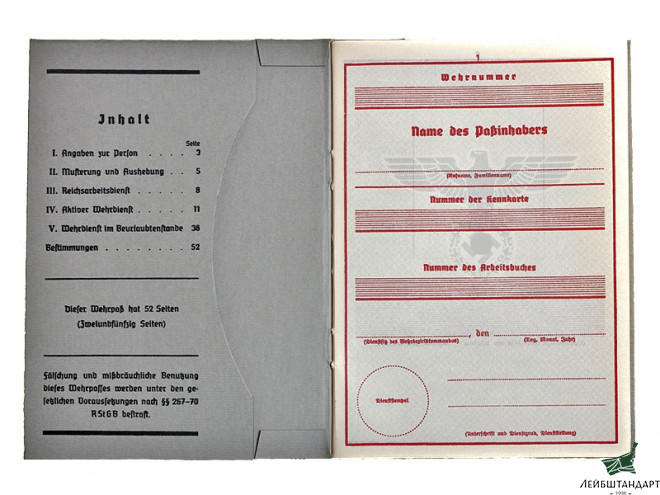 Inhalt
Seite
I. Angaben zur Person . . . . 3
II. Musterung und Aushebung . . 5
III. Reichsarbeitsdienst . . . . 8
IV. Aktiver Wehrdienst . . . . 11
V. Wehrdienst im Beurlaubtenstande 36
Bestimmungen . . . . . 52
Dieser Wehrpaß hat 52 Seiten
(Zweiundfünfzig Seiten)
Fälschung und mißbräuchliche Benutzung
dieses Wehrpasses werden unter den ge-
setzlichen Voraussetzungen nach §§ 267-70
RStGB bestraft.
1
Wehrnummer
Name des Paßinhabers
(Rufname, Familienname)
Nummer der Kennkarte
Nummer des Arbeitsbuches
, den
(Dienstsitz des Wehrbezirkskommandos)
(Tag, Monat, Jahr)
Dienststempel
(Unterschrift und Dienstgrad, Dienststellung)
ЛЕЙБШТАНДАРТ
1998